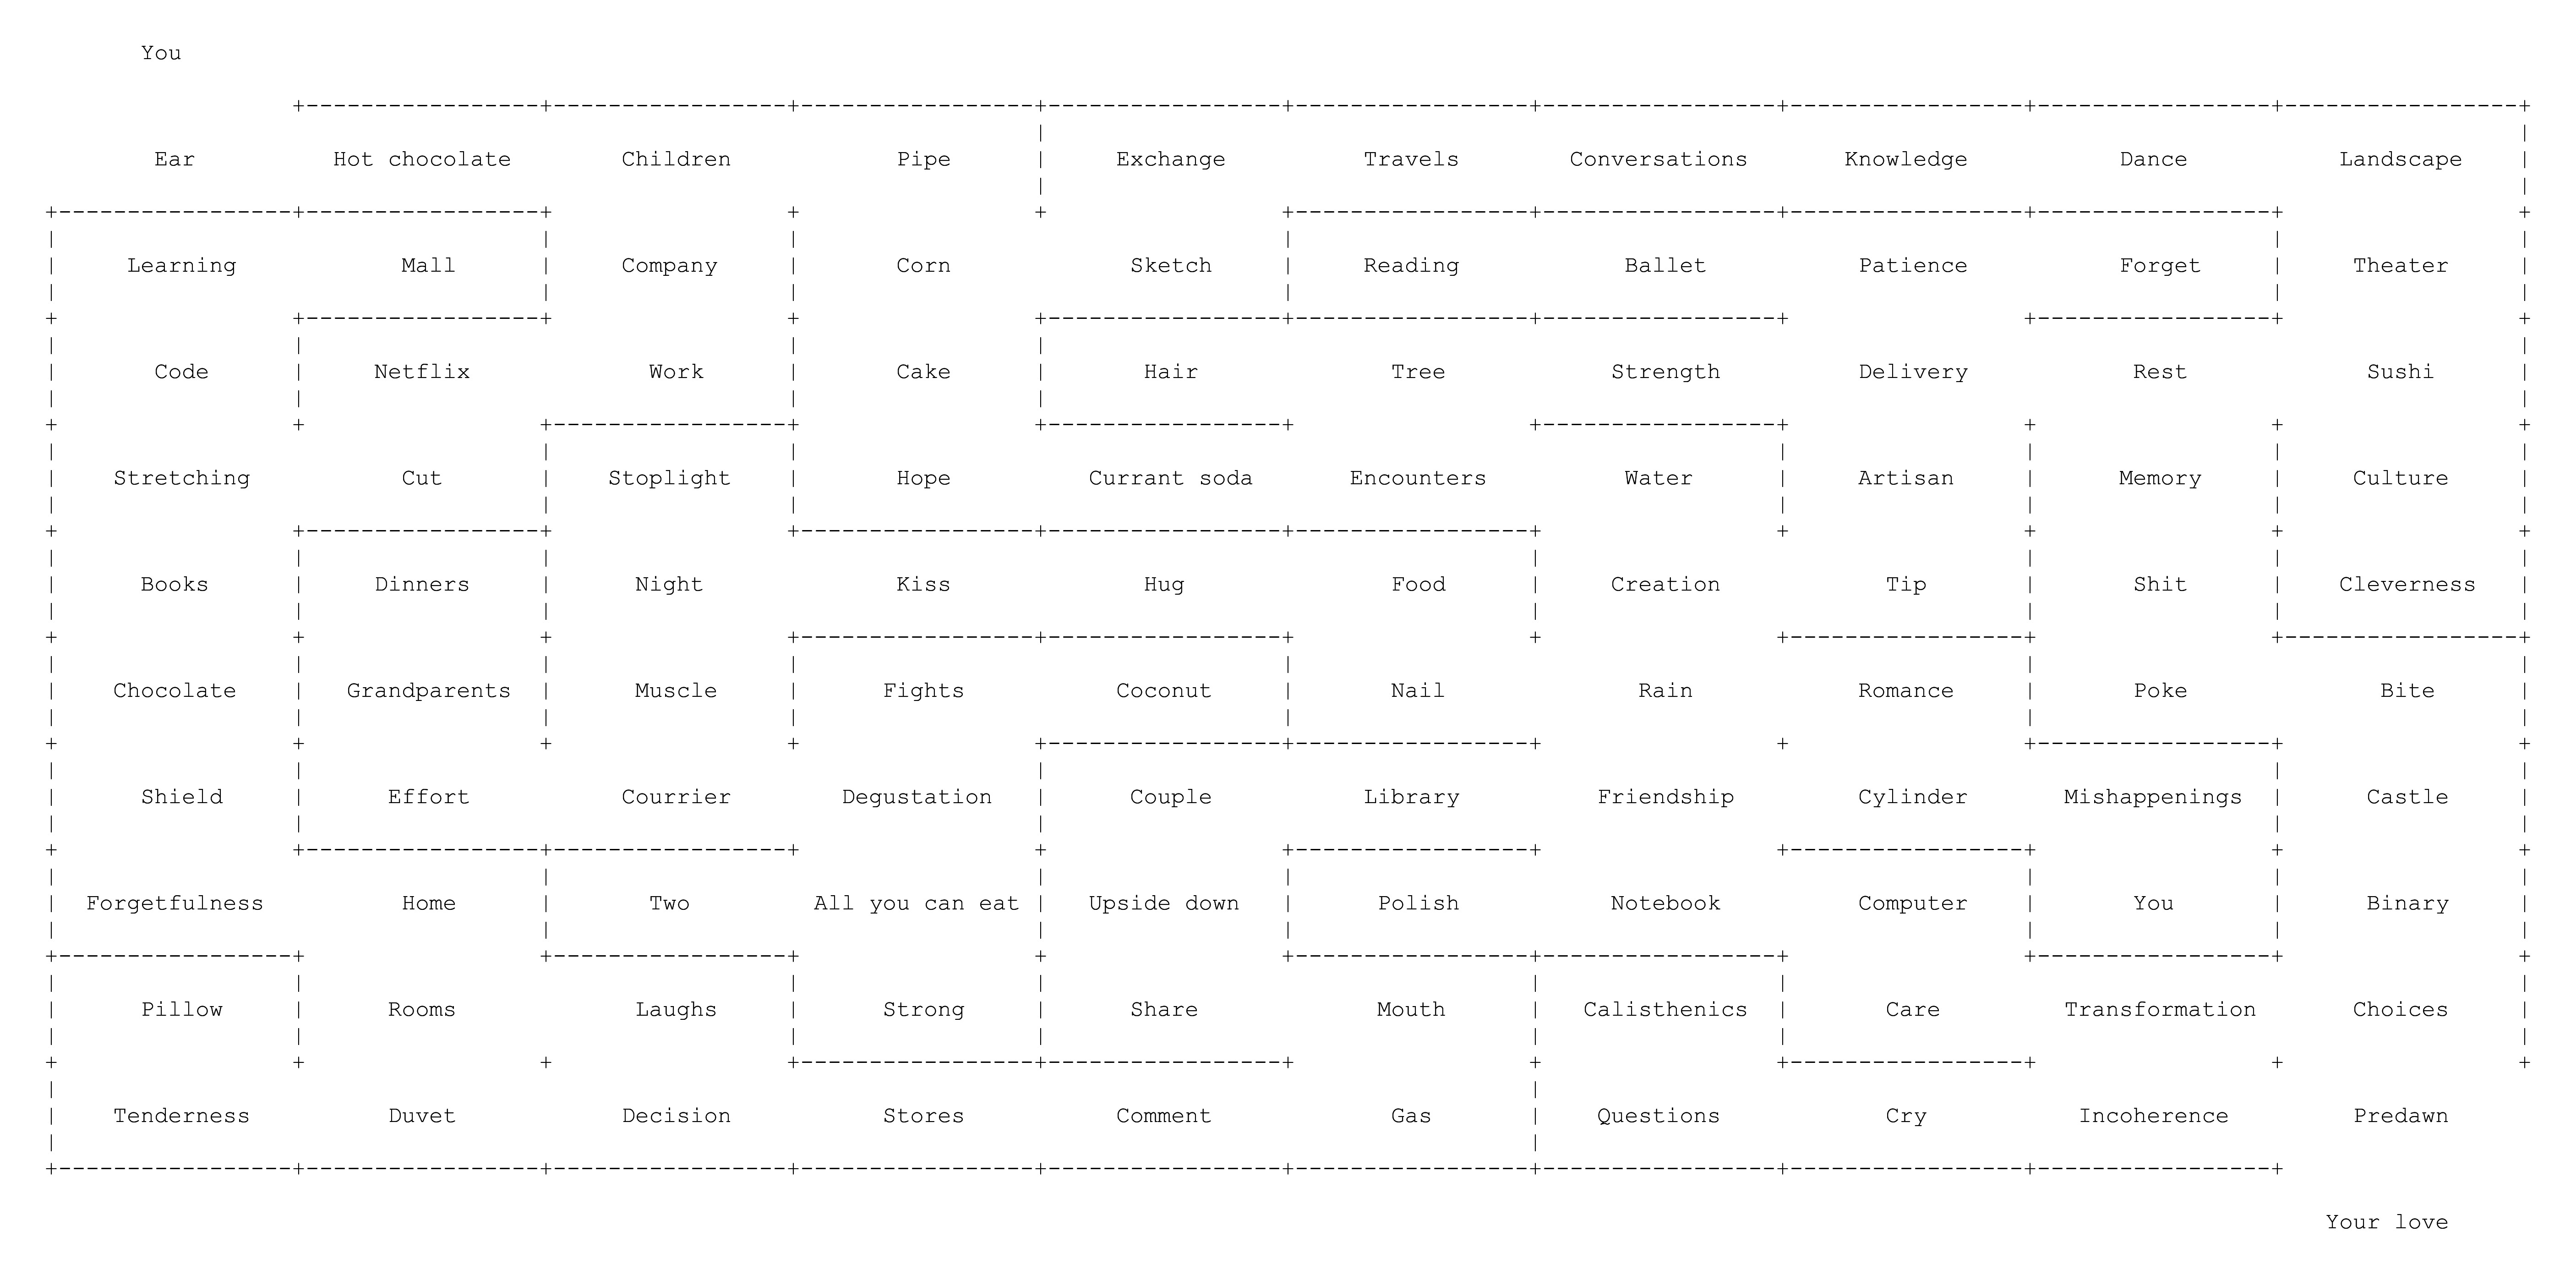 You
Ear Hot chocolate Children Pipe Exchange Travels Conversations Knowledge Dance Landscape
Learning Mall Company Corn Sketch Reading Ballet Patience Forget Theater
Code Netflix Work Cake Hair Tree Strength Delivery Rest Sushi
Stretching Cut Stoplight Hope Currant soda Encounters Water Artisan Memory Culture
Books Dinners Night Kiss Hug Food Creation Tip Shit Cleverness
Chocolate Grandparents Muscle Fights Coconut Nail Rain Romance Poke Bite
Shield Effort Courrier Degustation Couple Library Friendship Cylinder Mishappenings Castle
Forgetfulness Home Two All you can eat Upside down Polish Notebook Computer You Binary
Pillow Rooms Laughs Strong Share Mouth Calisthenics Care Transformation Choices
Tenderness Duvet Decision Stores Comment Gas Questions Cry Incoherence Predawn
Your love